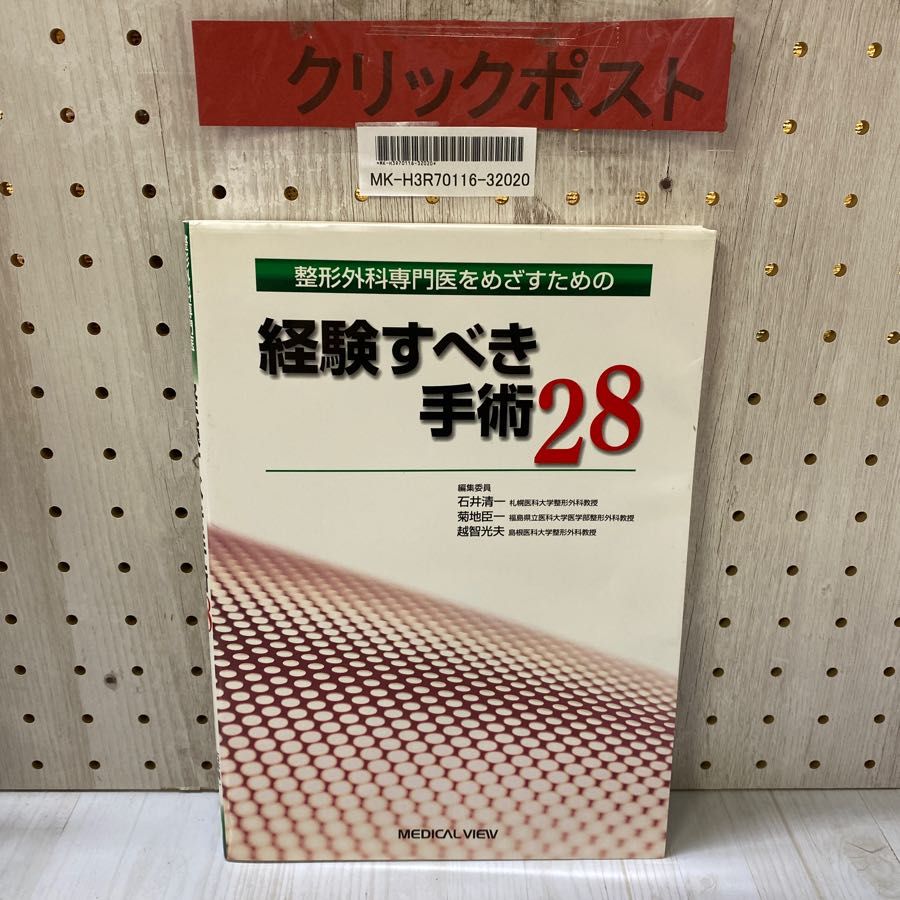 クリックポスト
*MK-H3R70116-32020*
MK-H3R70116-32020
整形外科専門医をめざすための
経験すべき
手術28
編集委員
石井清一 札幌医科大学整形外科教授
菊地臣一 福島県立医科大学医学部整形外科教授
越智光夫 島根医科大学整形外科教授
MEDICAL VIEW